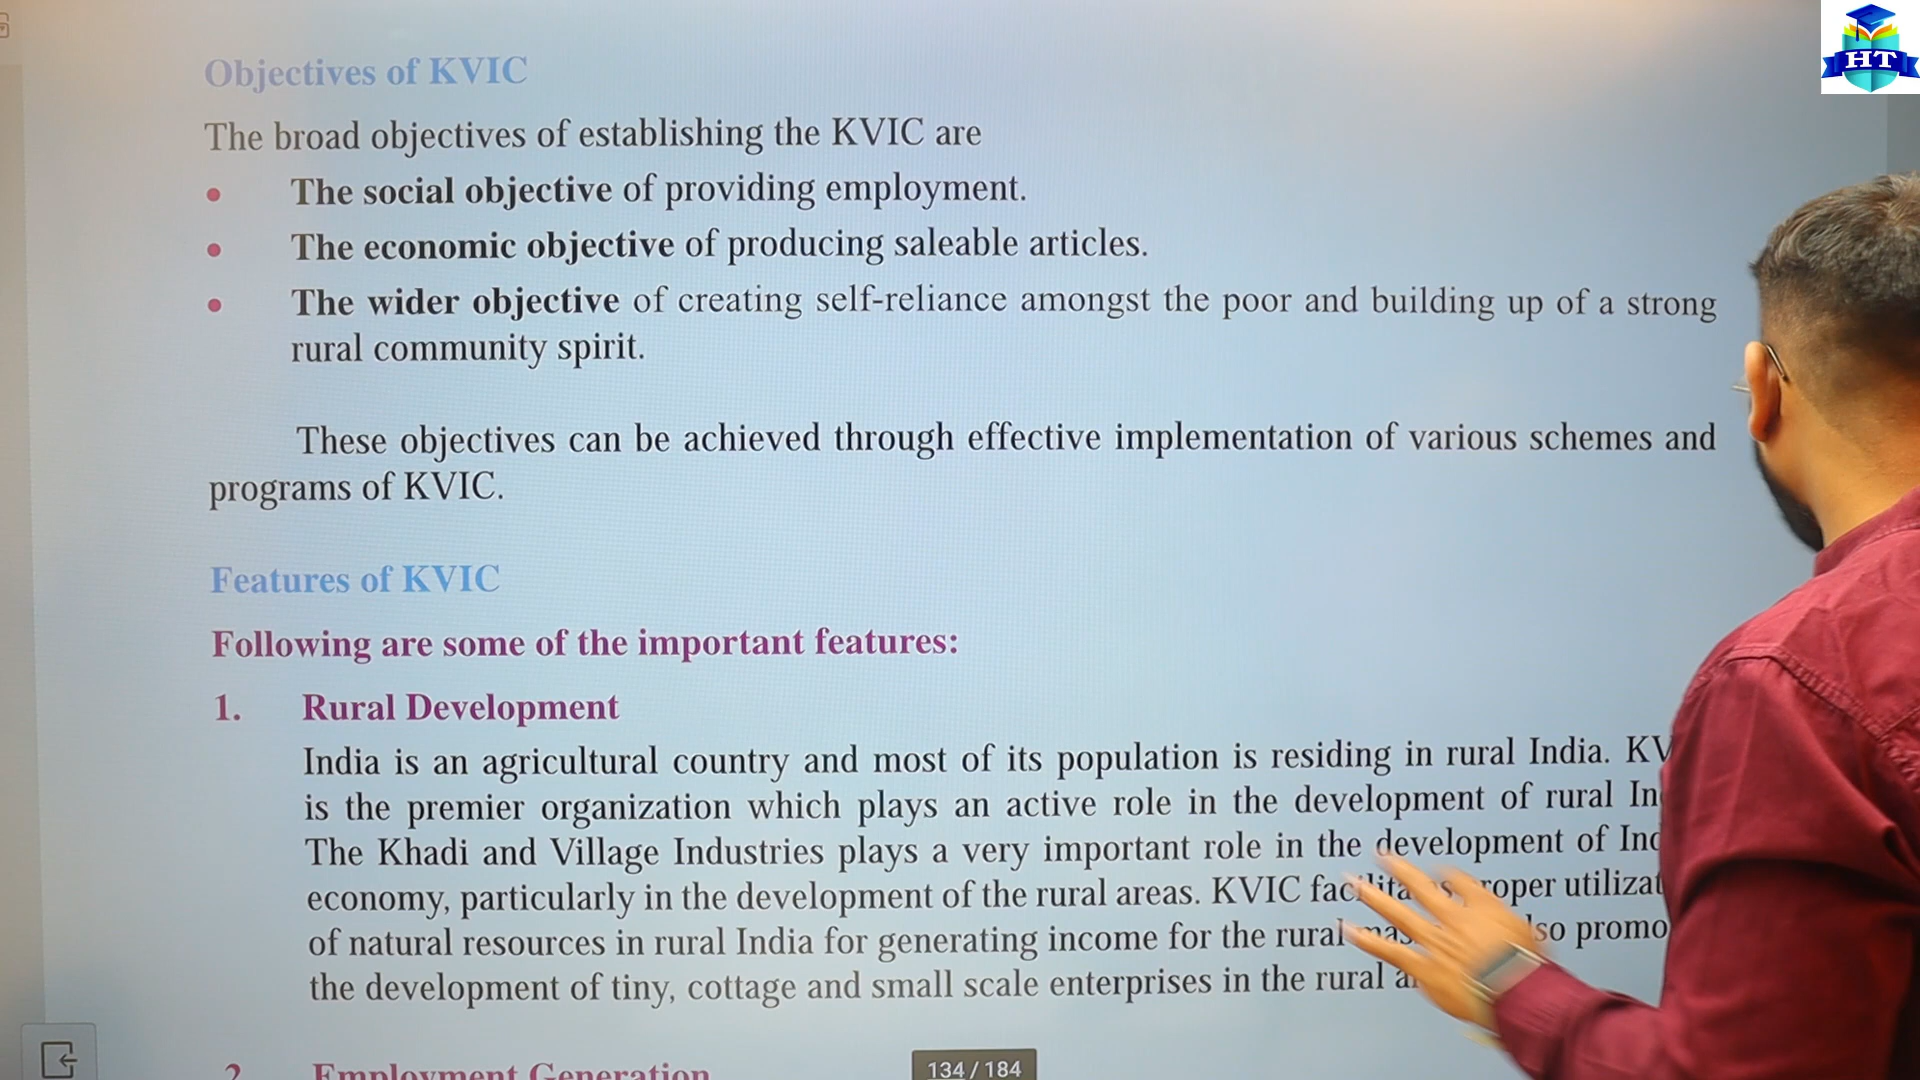 HT
Objectives of KVIC
The broad objectives of establishing the KVIC are
• The social objective of providing employment.
• The economic objective of producing saleable articles.
• The wider objective of creating self-reliance amongst the poor and building up of a strong
rural community spirit.
These objectives can be achieved through effective implementation of various schemes and
programs of KVIC.
Features of KVIC
Following are some of the important features:
1. Rural Development
India is an agricultural country and most of its population is residing in rural India.
is the premier organization which plays an active role in the development of rural
The Khadi and Village Industries plays a very important role in the development of
economy, particularly in the development of the rural areas. KVIC
of natural resources in rural India for generating income for the rural
the development of tiny, cottage and small scale enterprises in the rural
2. Employment Generation
134 / 184